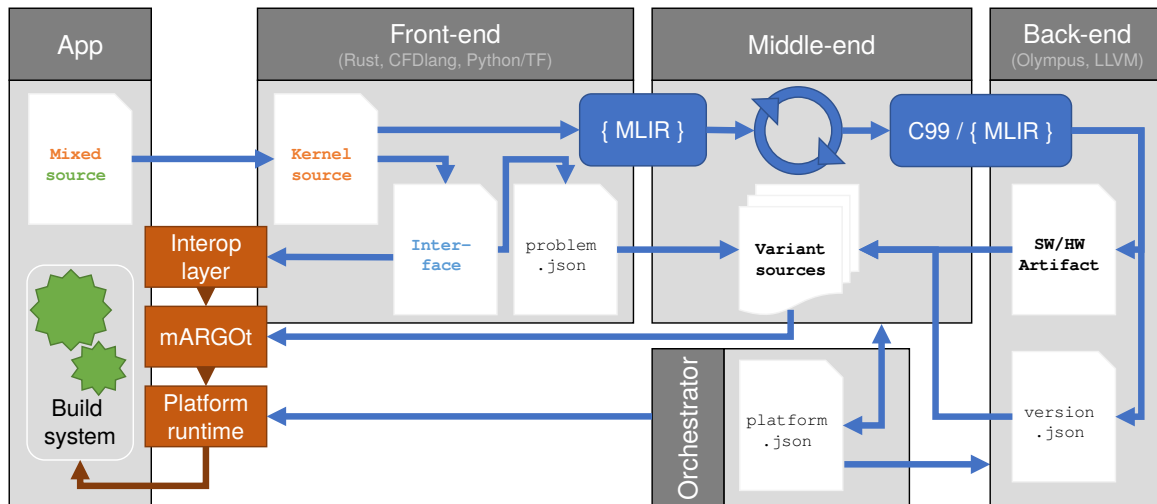 App
Front-end
(Rust, CFDlang, Python/TF)
Middle-end
Back-end
(Olympus, LLVM)
{ MLIR }
C99 / { MLIR }
Mixed
source
Kernel
source
Inter-
face
problem
.json
Variant
sources
SW/HW
Artifact
Interop
layer
mARGOt
Platform
runtime
Build
system
Orchestrator
platform
.json
version
.json